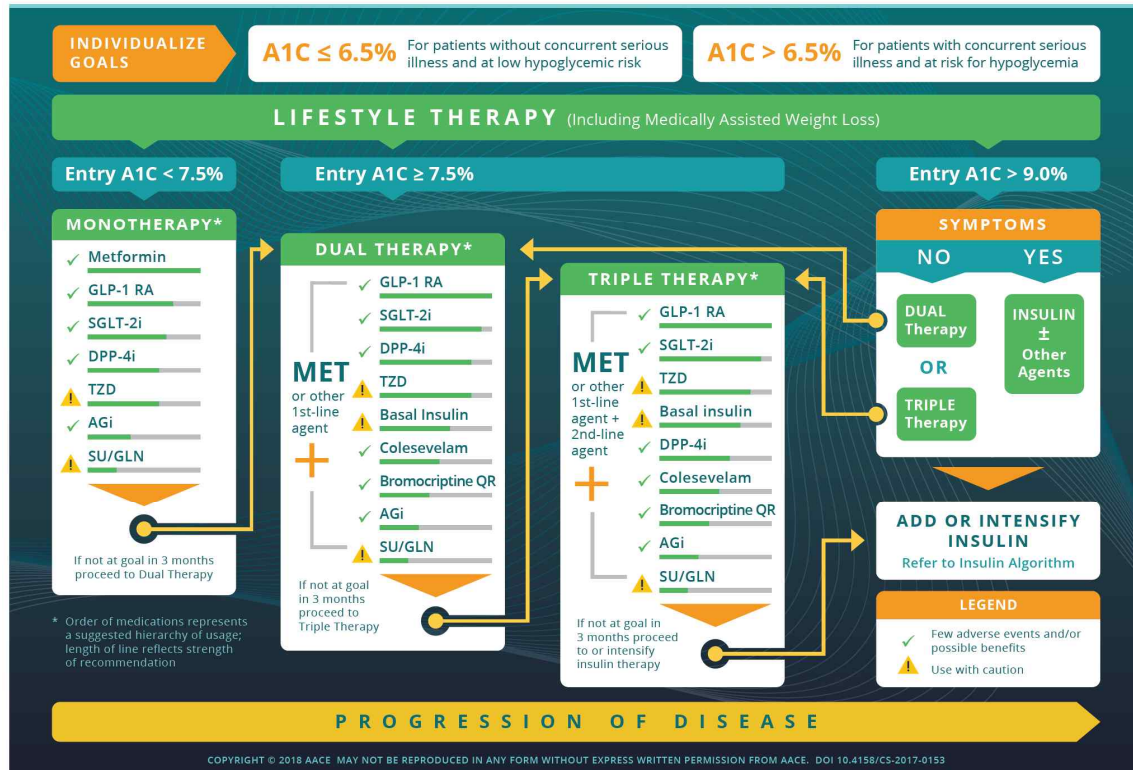 INDIVIDUALIZE
GOALS
A1C ≤ 6.5%
For patients without concurrent serious
illness and at low hypoglycemic risk
A1C > 6.5%
For patients with concurrent serious
illness and at risk for hypoglycemia
LIFESTYLE THERAPY (Including Medically Assisted Weight Loss)
Entry A1C < 7.5%
Entry A1C ≥ 7.5%
Entry A1C > 9.0%
MONOTHERAPY*
✓ Metformin
✓ GLP-1 RA
✓ SGLT-2i
✓ DPP-4i
! TZD
✓ AGi
! SU/GLN
If not at goal in 3 months
proceed to Dual Therapy
* Order of medications represents
a suggested hierarchy of usage;
length of line reflects strength
of recommendation
DUAL THERAPY*
MET
or other
1st-line
agent
+
✓ GLP-1 RA
✓ SGLT-2i
✓ DPP-4i
! TZD
! Basal Insulin
✓ Colesevelam
✓ Bromocriptine QR
✓ AGi
! SU/GLN
If not at goal
in 3 months
proceed to
Triple Therapy
TRIPLE THERAPY*
MET
or other
1st-line
agent +
2nd-line
agent
+
✓ GLP-1 RA
✓ SGLT-2i
! TZD
! Basal insulin
✓ DPP-4i
✓ Colesevelam
✓ Bromocriptine QR
✓ AGi
! SU/GLN
If not at goal in
3 months proceed
to or intensify
insulin therapy
SYMPTOMS
NO
YES
DUAL
Therapy
OR
TRIPLE
Therapy
INSULIN
±
Other
Agents
ADD OR INTENSIFY
INSULIN
Refer to Insulin Algorithm
LEGEND
✓ Few adverse events and/or
possible benefits
! Use with caution
PROGRESSION OF DISEASE
COPYRIGHT © 2018 AACE MAY NOT BE REPRODUCED IN ANY FORM WITHOUT EXPRESS WRITTEN PERMISSION FROM AACE. DOI 10.4158/CS-2017-0153